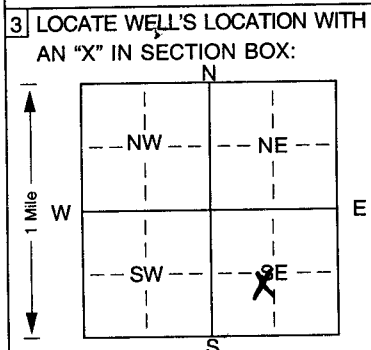 3 LOCATE WELL'S LOCATION WITH
AN "X" IN SECTION BOX:
N
NW NE
1 Mile
W E
SW SE
X
S